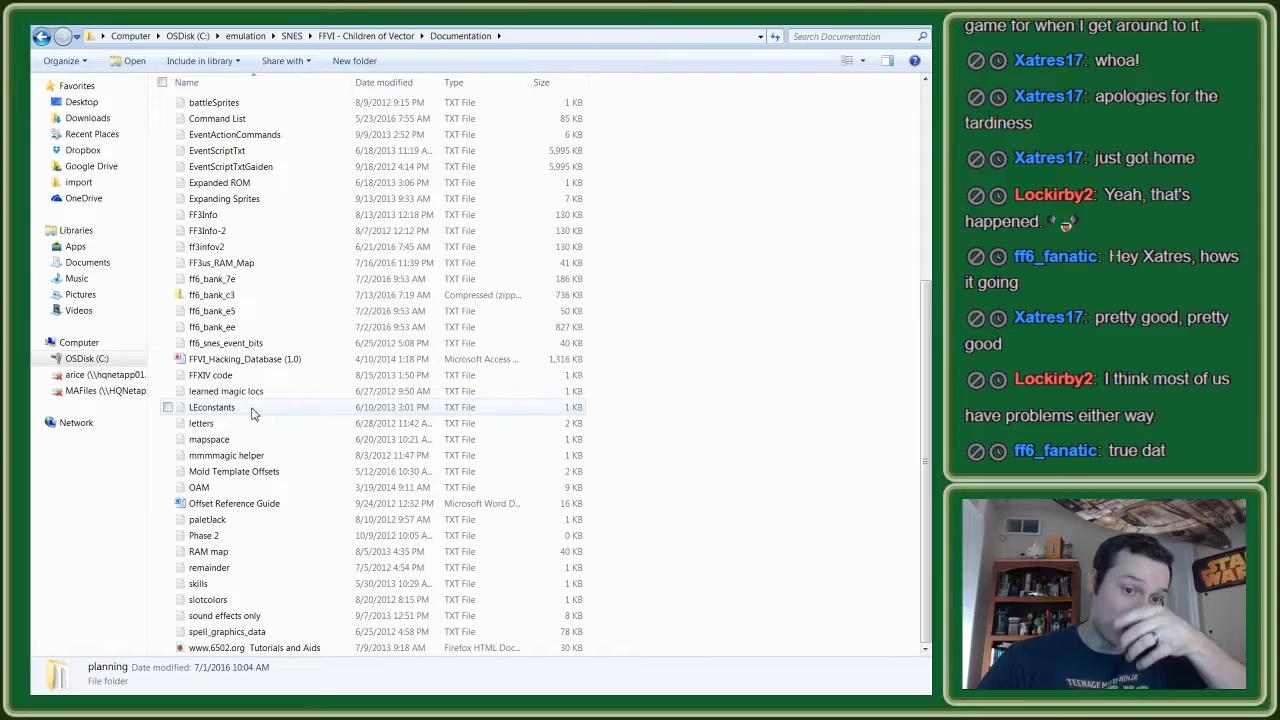 Computer ▸ OSDisk (C:) ▸ emulation ▸ SNES ▸ FFVI - Children of Vector ▸ Documentation ▸
Search Documentation
Organize Open Include in library Share with New folder
Name Date modified Type Size
battleSprites 8/9/2012 9:15 PM TXT File 1 KB
Command List 5/23/2016 7:55 AM TXT File 85 KB
EventActionCommands 9/9/2013 2:52 PM TXT File 6 KB
EventScriptTxt 6/18/2013 11:19 A... TXT File 5,995 KB
EventScriptTxtGaiden 9/18/2012 4:14 PM TXT File 5,995 KB
Expanded ROM 6/18/2013 3:06 PM TXT File 1 KB
Expanding Sprites 9/13/2013 9:33 AM TXT File 7 KB
FF3Info 8/13/2013 12:18 PM TXT File 130 KB
FF3Info-2 8/7/2012 12:12 PM TXT File 130 KB
ff3infov2 6/21/2016 7:45 AM TXT File 130 KB
FF3us_RAM_Map 7/16/2016 11:39 PM TXT File 41 KB
ff6_bank_7e 7/2/2016 9:53 AM TXT File 186 KB
ff6_bank_c3 7/13/2016 7:19 AM Compressed (zipp... 736 KB
ff6_bank_e5 7/2/2016 9:53 AM TXT File 50 KB
ff6_bank_ee 7/2/2016 9:53 AM TXT File 827 KB
ff6_snes_event_bits 6/25/2012 5:08 PM TXT File 40 KB
FFVI_Hacking_Database (1.0) 4/10/2014 1:18 PM Microsoft Access ... 1,316 KB
FFXIV code 8/15/2013 1:50 PM TXT File 1 KB
learned magic locs 6/27/2012 9:50 AM TXT File 1 KB
LEconstants 6/10/2013 3:01 PM TXT File 1 KB
letters 6/28/2012 11:42 ... TXT File 2 KB
mapspace 6/20/2013 10:21 ... TXT File 1 KB
mmmmagic helper 8/3/2012 11:47 PM TXT File 1 KB
Mold Template Offsets 5/12/2016 10:30 ... TXT File 2 KB
OAM 3/19/2014 9:11 AM TXT File 9 KB
Offset Reference Guide 9/24/2012 12:32 PM Microsoft Word D... 16 KB
paletJack 8/10/2012 9:57 AM TXT File 1 KB
Phase 2 10/9/2012 10:05 AM TXT File 0 KB
RAM map 8/5/2013 4:35 PM TXT File 40 KB
remainder 7/5/2012 4:54 PM TXT File 1 KB
skills 5/30/2013 10:29 A... TXT File 1 KB
slotcolors 8/20/2012 8:15 PM TXT File 1 KB
sound effects only 9/7/2013 12:51 PM TXT File 8 KB
spell_graphics_data 6/25/2012 4:58 PM TXT File 78 KB
www.6502.org Tutorials and Aids 7/9/2013 9:18 AM Firefox HTML Doc... 30 KB
Favorites
Desktop
Downloads
Recent Places
Dropbox
Google Drive
import
OneDrive
Libraries
Apps
Documents
Music
Pictures
Videos
Computer
OSDisk (C:)
arice (\\hqnetapp01.
MAFiles (\\HQNetap
Network
planning Date modified: 7/1/2016 10:04 AM
File folder
game for when I get around to it.
Xatres17: whoa!
Xatres17: apologies for the
tardiness
Xatres17: just got home
Lockirby2: Yeah, that's
happened.
ff6_fanatic: Hey Xatres, hows
it going
Xatres17: pretty good, pretty
good
Lockirby2: I think most of us
have problems either way.
ff6_fanatic: true dat
STAR
WARS
TEENAGE MUTANT NINJA